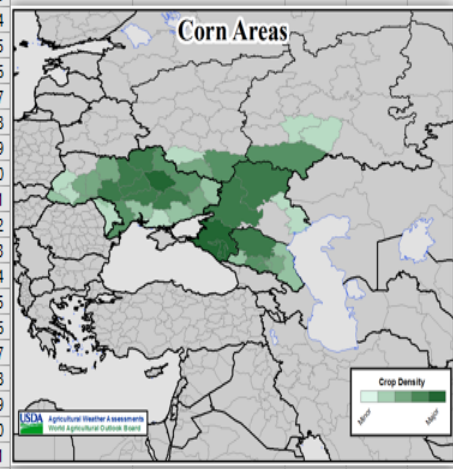 Corn Areas
Crop Density
Minor
Major
USDA
Agricultural Weather Assessments
World Agricultural Outlook Board